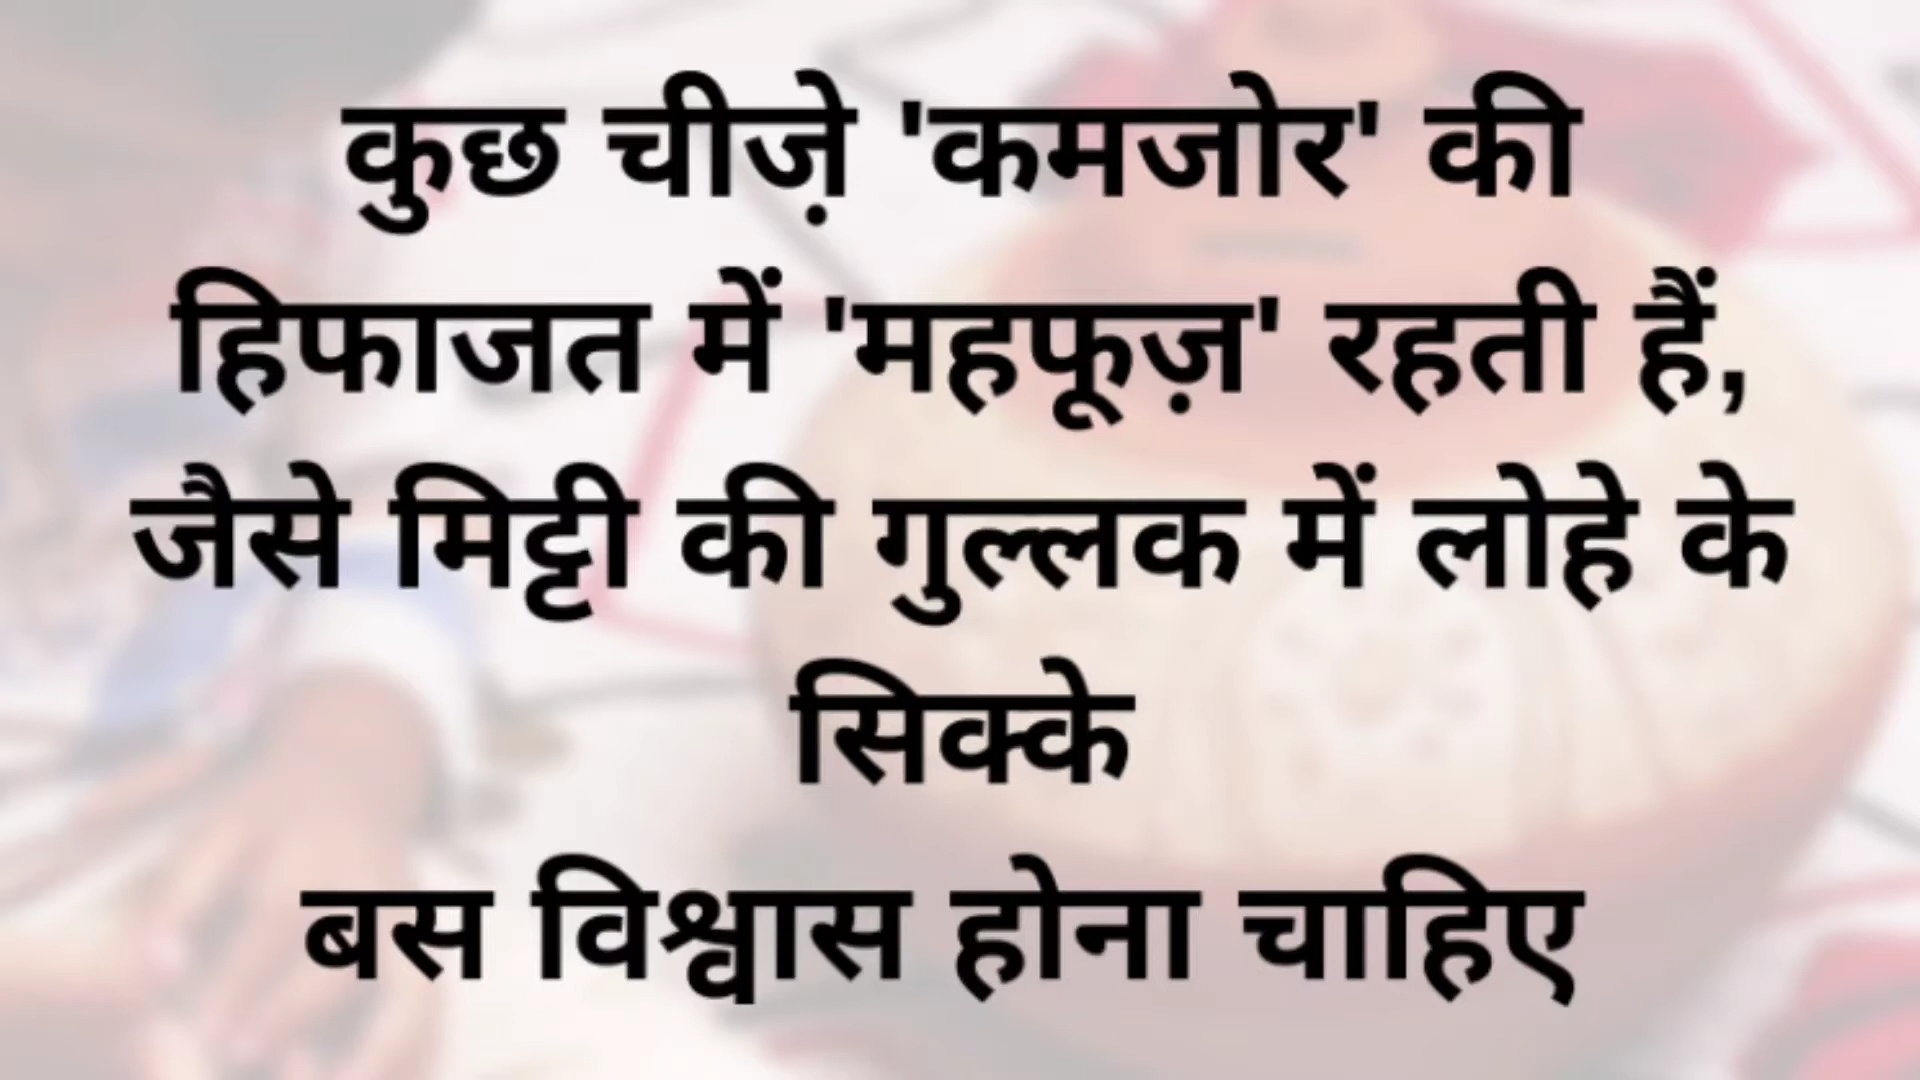 कुछ चीज़े 'कमजोर' की
हिफाजत में 'महफूज़' रहती हैं,
जैसे मिट्टी की गुल्लक में लोहे के
सिक्के
बस विश्वास होना चाहिए